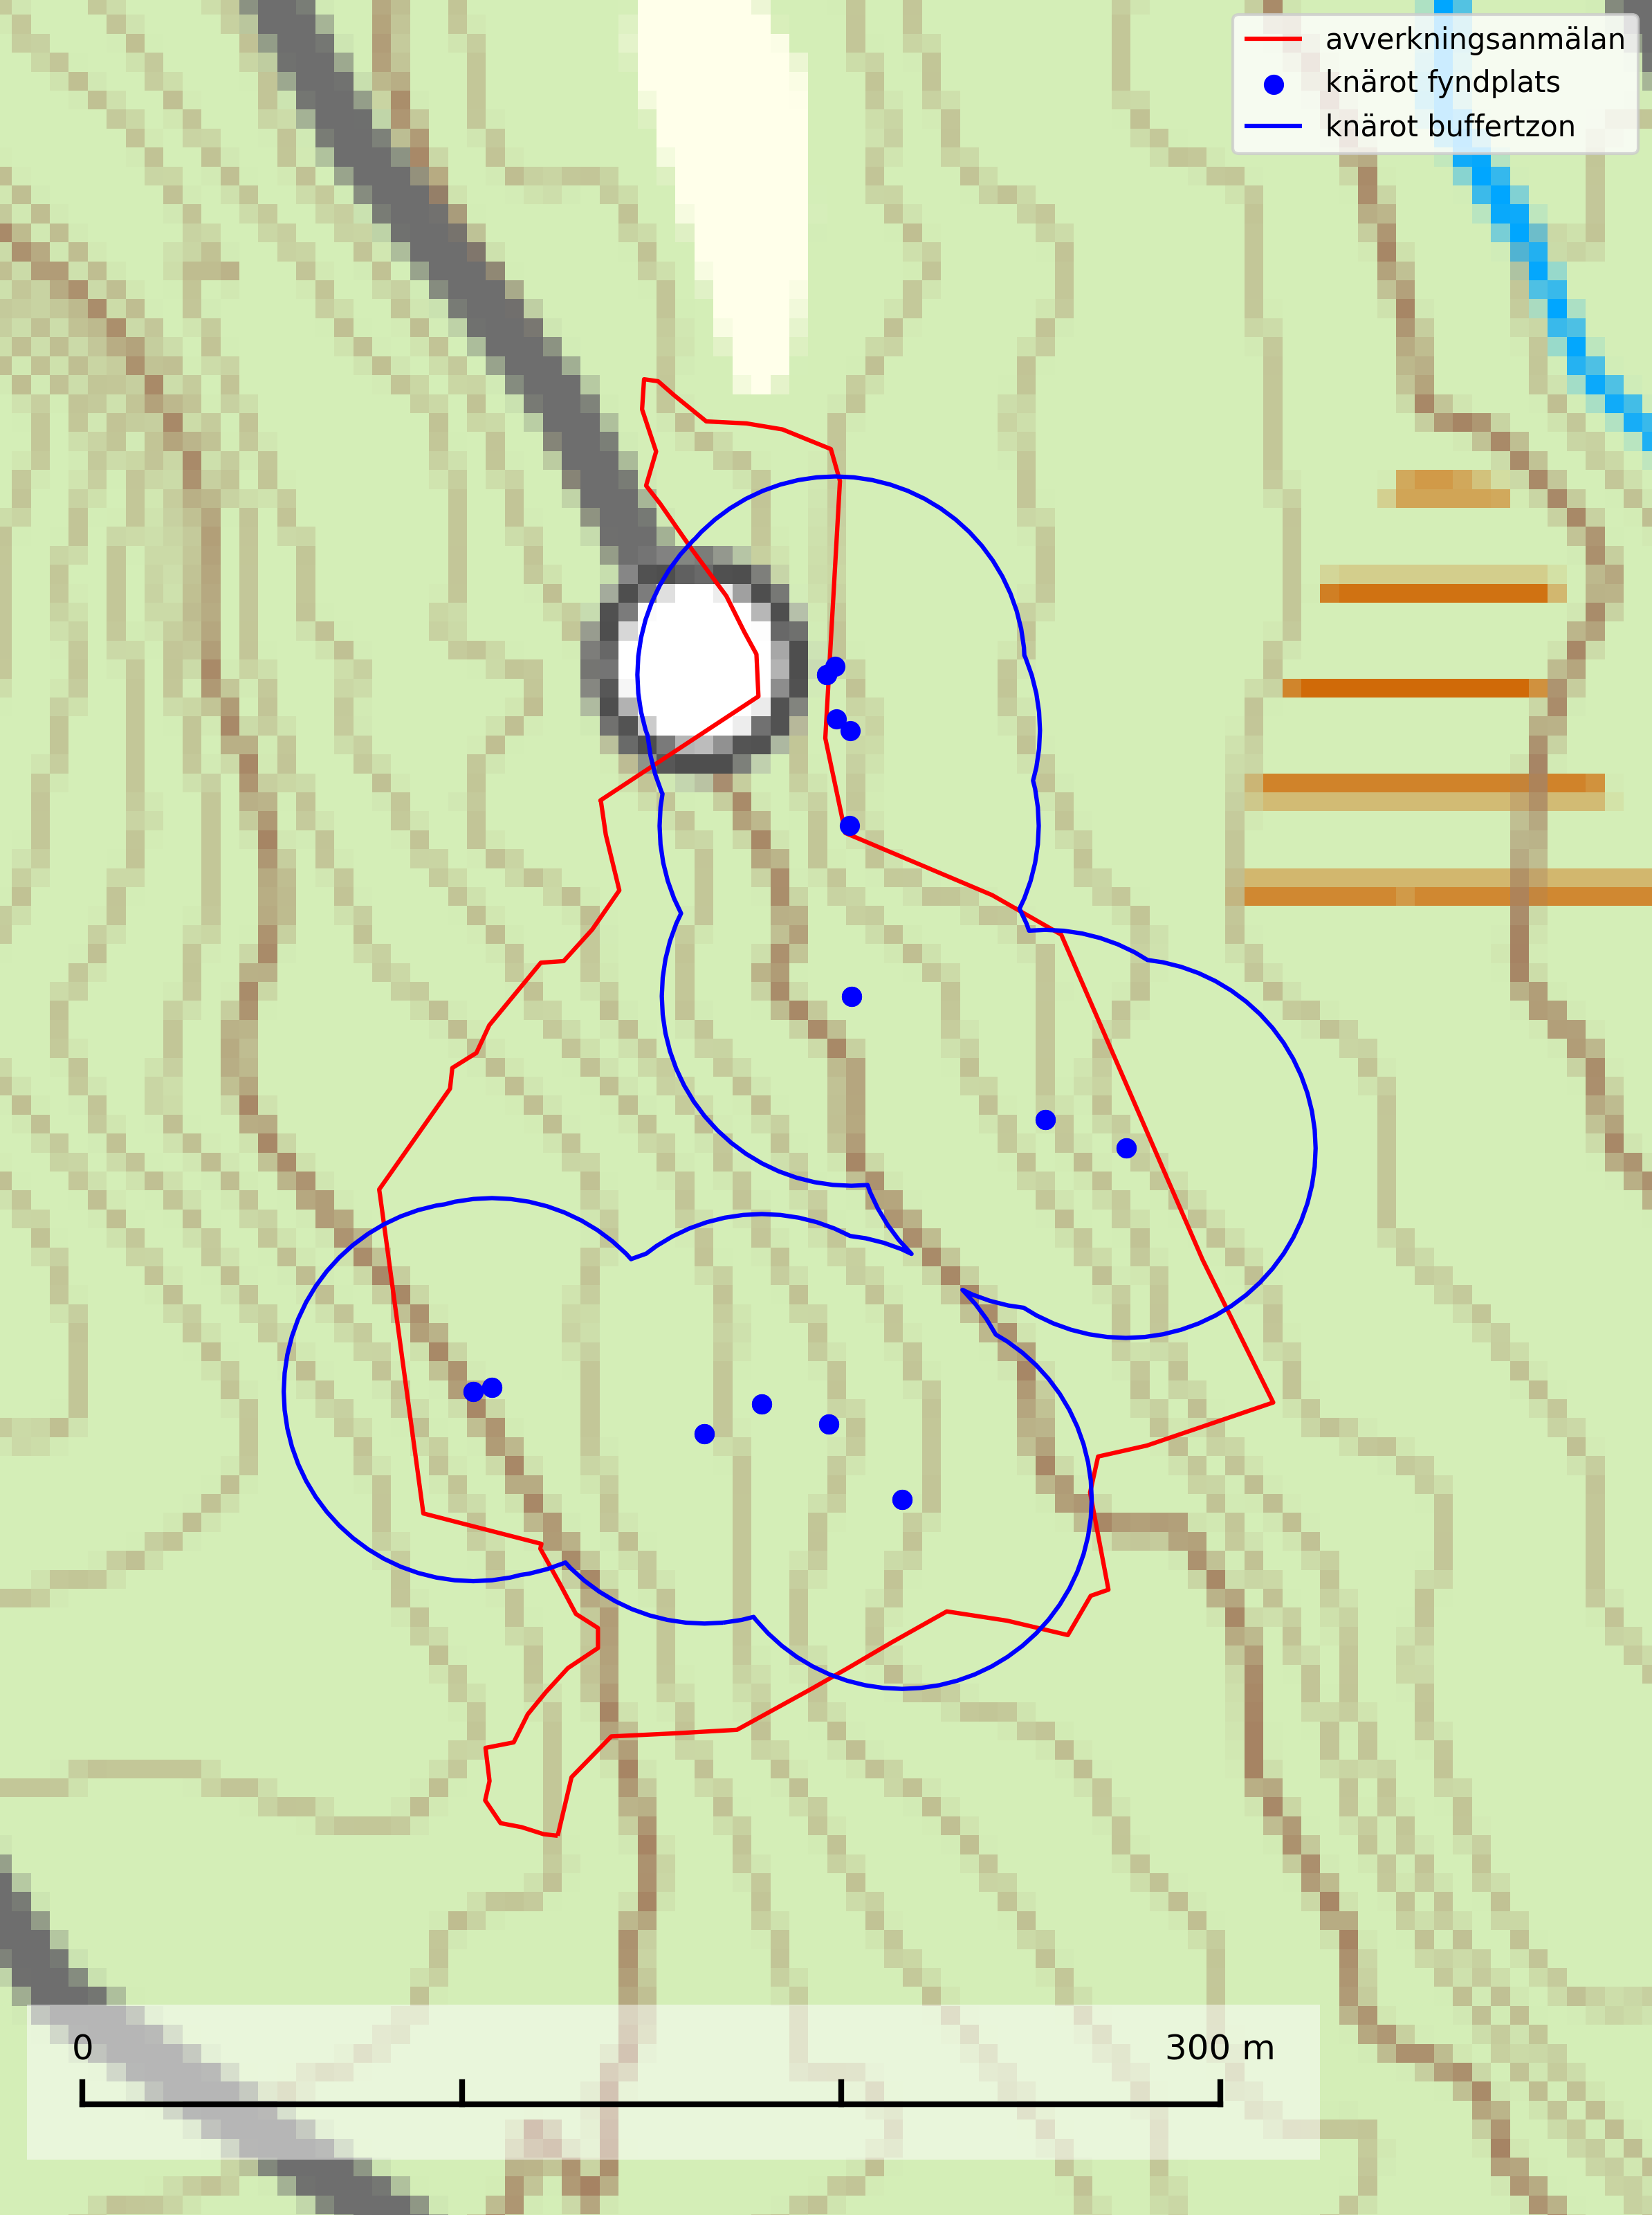 avverkningsanmälan
knärot fyndplats
knärot buffertzon
0 300 m